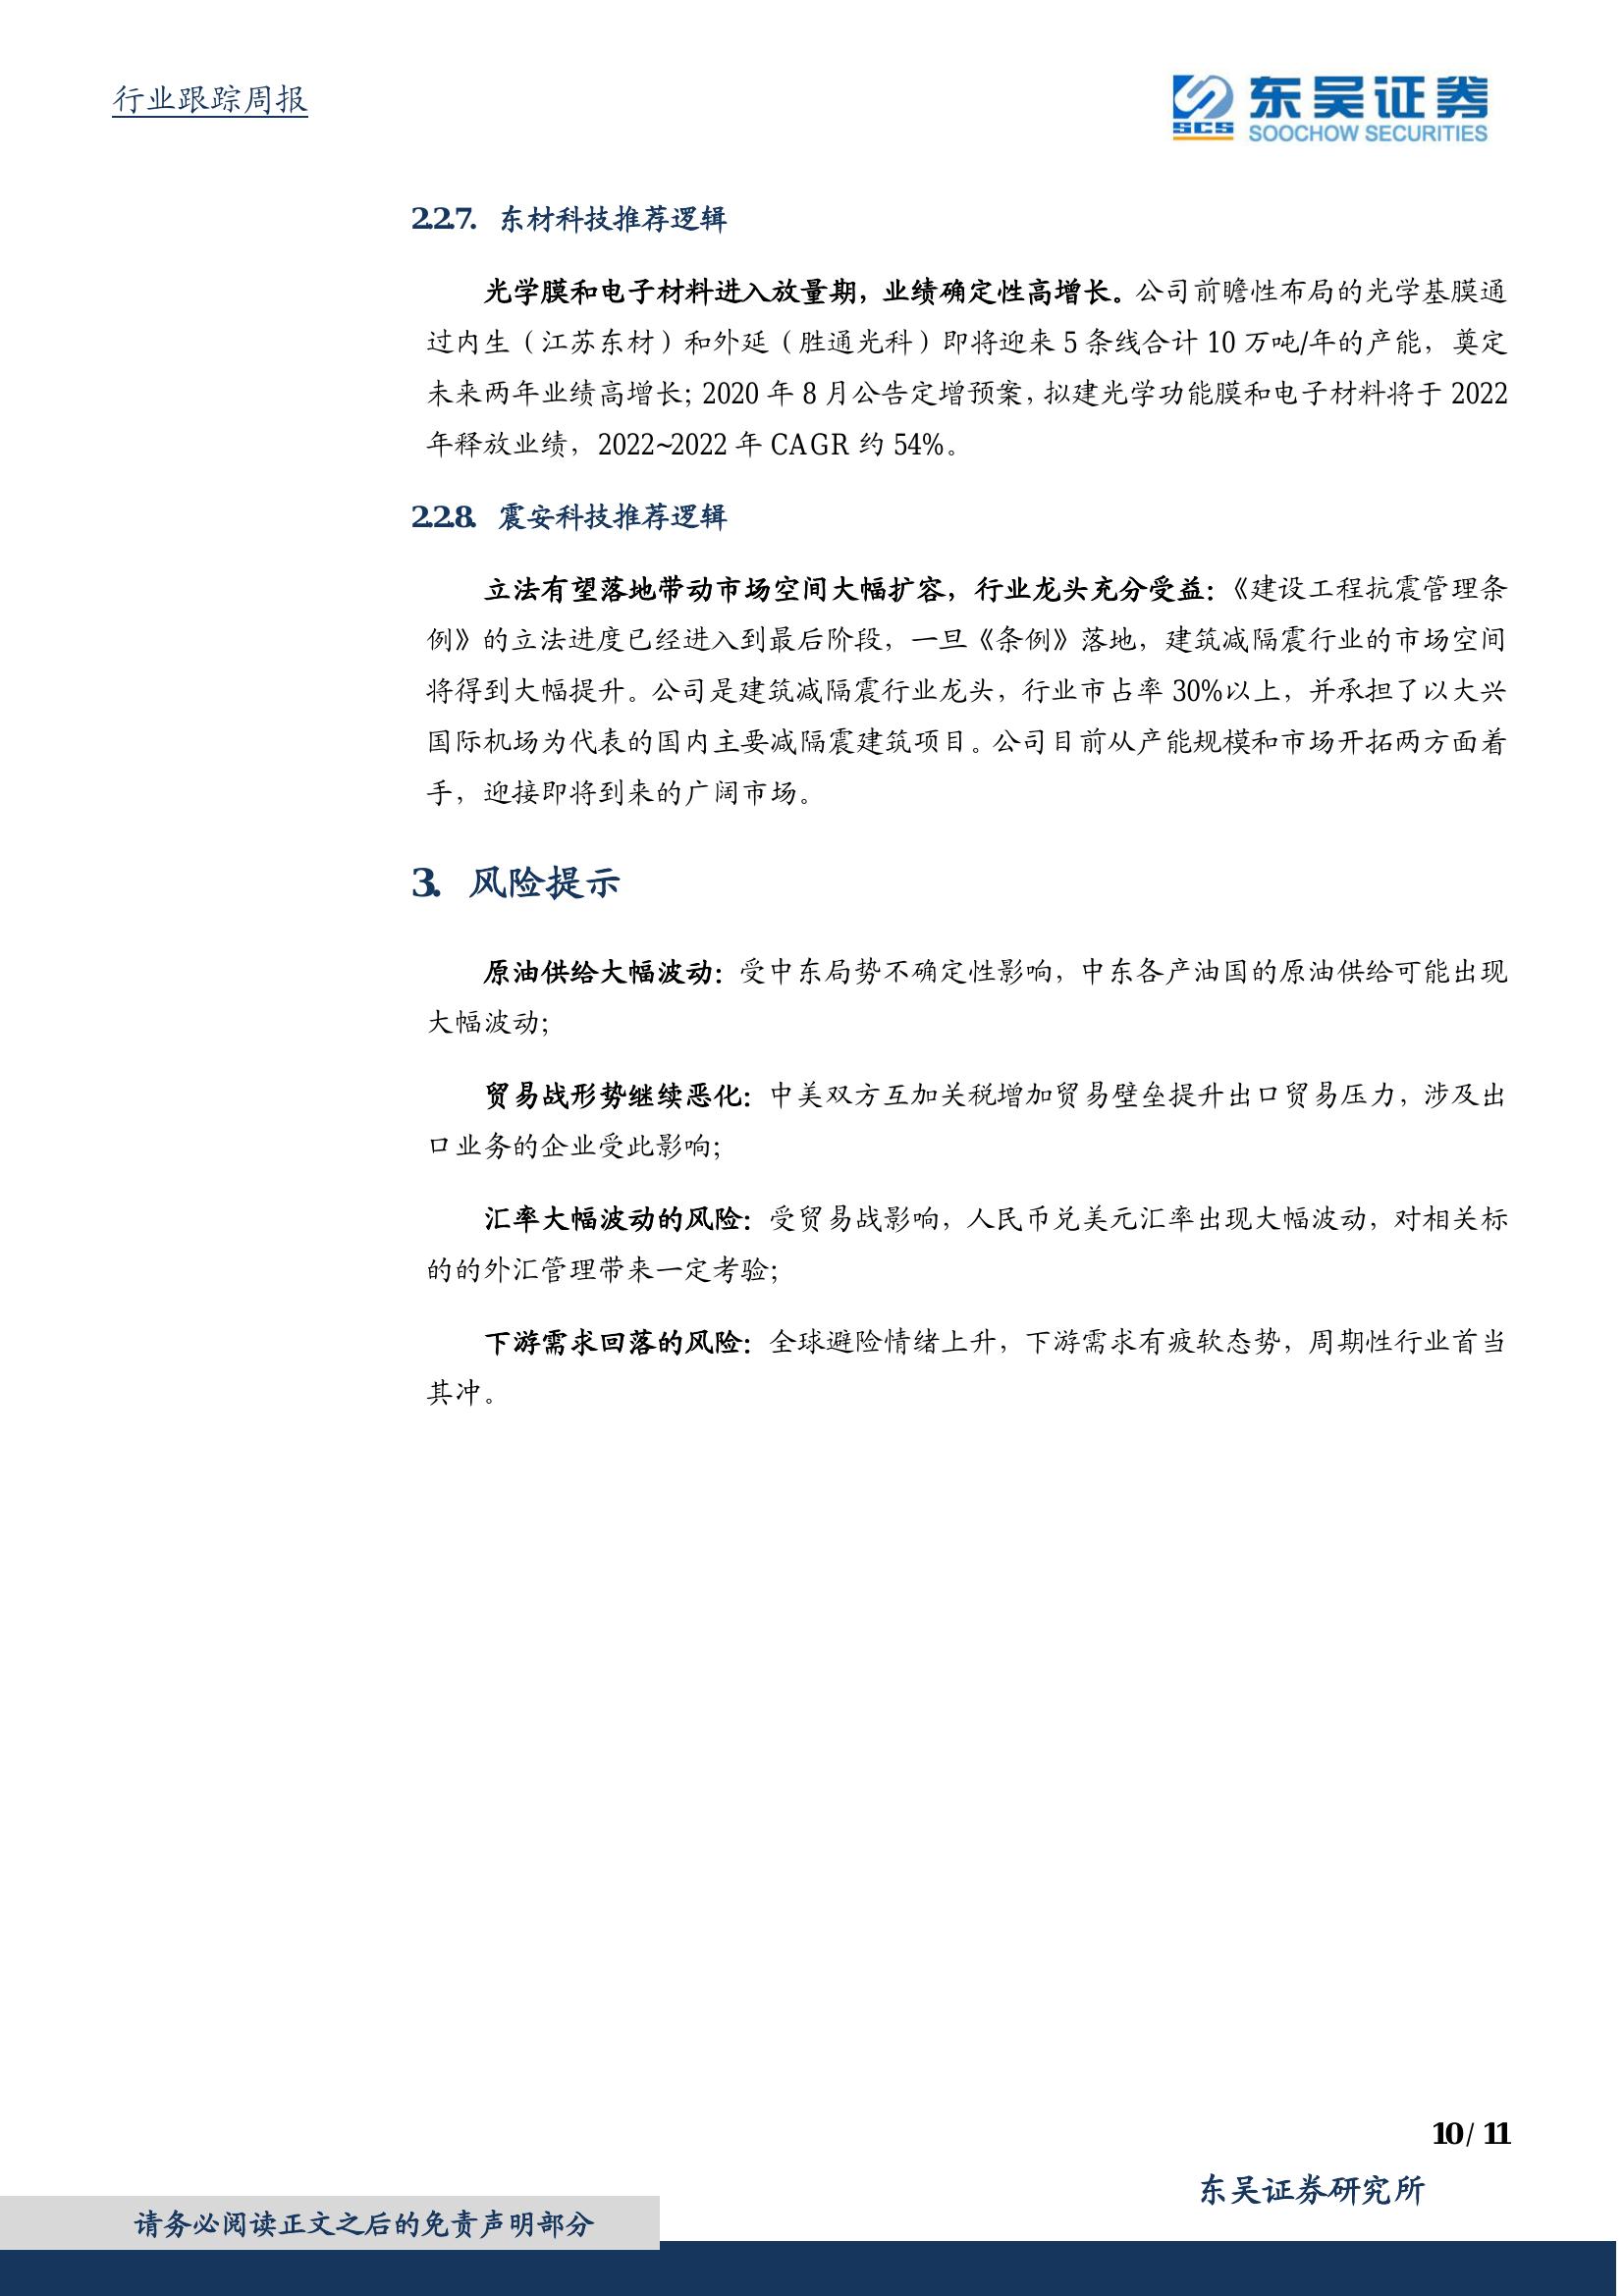 行业跟踪周报
SCS
东吴证券
SOOCHOW SECURITIES
2.2.7. 东材科技推荐逻辑
光学膜和电子材料进入放量期，业绩确定性高增长。公司前瞻性布局的光学基膜通
过内生（江苏东材）和外延（胜通光科）即将迎来 5 条线合计 10 万吨/年的产能，奠定
未来两年业绩高增长；2020 年 8 月公告定增预案，拟建光学功能膜和电子材料将于 2022
年释放业绩，2022~2022 年 CAGR 约 54%。
2.2.8. 震安科技推荐逻辑
立法有望落地带动市场空间大幅扩容，行业龙头充分受益：《建设工程抗震管理条
例》的立法进度已经进入到最后阶段，一旦《条例》落地，建筑减隔震行业的市场空间
将得到大幅提升。公司是建筑减隔震行业龙头，行业市占率 30%以上，并承担了以大兴
国际机场为代表的国内主要减隔震建筑项目。公司目前从产能规模和市场开拓两方面着
手，迎接即将到来的广阔市场。
3. 风险提示
原油供给大幅波动：受中东局势不确定性影响，中东各产油国的原油供给可能出现
大幅波动；
贸易战形势继续恶化：中美双方互加关税增加贸易壁垒提升出口贸易压力，涉及出
口业务的企业受此影响；
汇率大幅波动的风险：受贸易战影响，人民币兑美元汇率出现大幅波动，对相关标
的的外汇管理带来一定考验；
下游需求回落的风险：全球避险情绪上升，下游需求有疲软态势，周期性行业首当
其冲。
10 / 11
东吴证券研究所
请务必阅读正文之后的免责声明部分